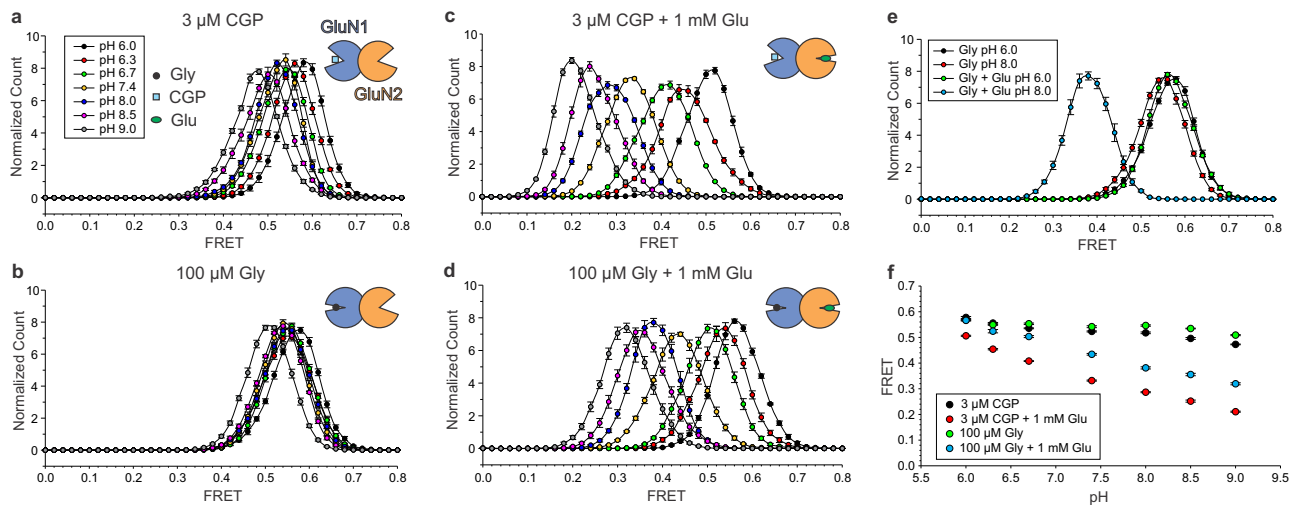 a
3 µM CGP
GluN1
GluN2
pH 6.0
pH 6.3
pH 6.7
pH 7.4
pH 8.0
pH 8.5
pH 9.0
Gly
CGP
Glu
Normalized Count
10
8
6
4
2
0
0.0 0.1 0.2 0.3 0.4 0.5 0.6 0.7 0.8
FRET
b
100 µM Gly
Normalized Count
10
8
6
4
2
0
0.0 0.1 0.2 0.3 0.4 0.5 0.6 0.7 0.8
FRET
c
3 µM CGP + 1 mM Glu
Normalized Count
10
8
6
4
2
0
0.0 0.1 0.2 0.3 0.4 0.5 0.6 0.7 0.8
FRET
d
100 µM Gly + 1 mM Glu
Normalized Count
10
8
6
4
2
0
0.0 0.1 0.2 0.3 0.4 0.5 0.6 0.7 0.8
FRET
e
Gly pH 6.0
Gly pH 8.0
Gly + Glu pH 6.0
Gly + Glu pH 8.0
Normalized Count
10
8
6
4
2
0
0.0 0.1 0.2 0.3 0.4 0.5 0.6 0.7 0.8
FRET
f
FRET
0.7
0.6
0.5
0.4
0.3
0.2
0.1
0.0
3 µM CGP
3 µM CGP + 1 mM Glu
100 µM Gly
100 µM Gly + 1 mM Glu
5.5 6.0 6.5 7.0 7.5 8.0 8.5 9.0 9.5
pH